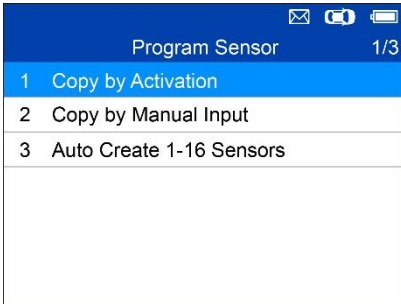 Program Sensor 1/3
1 Copy by Activation
2 Copy by Manual Input
3 Auto Create 1-16 Sensors